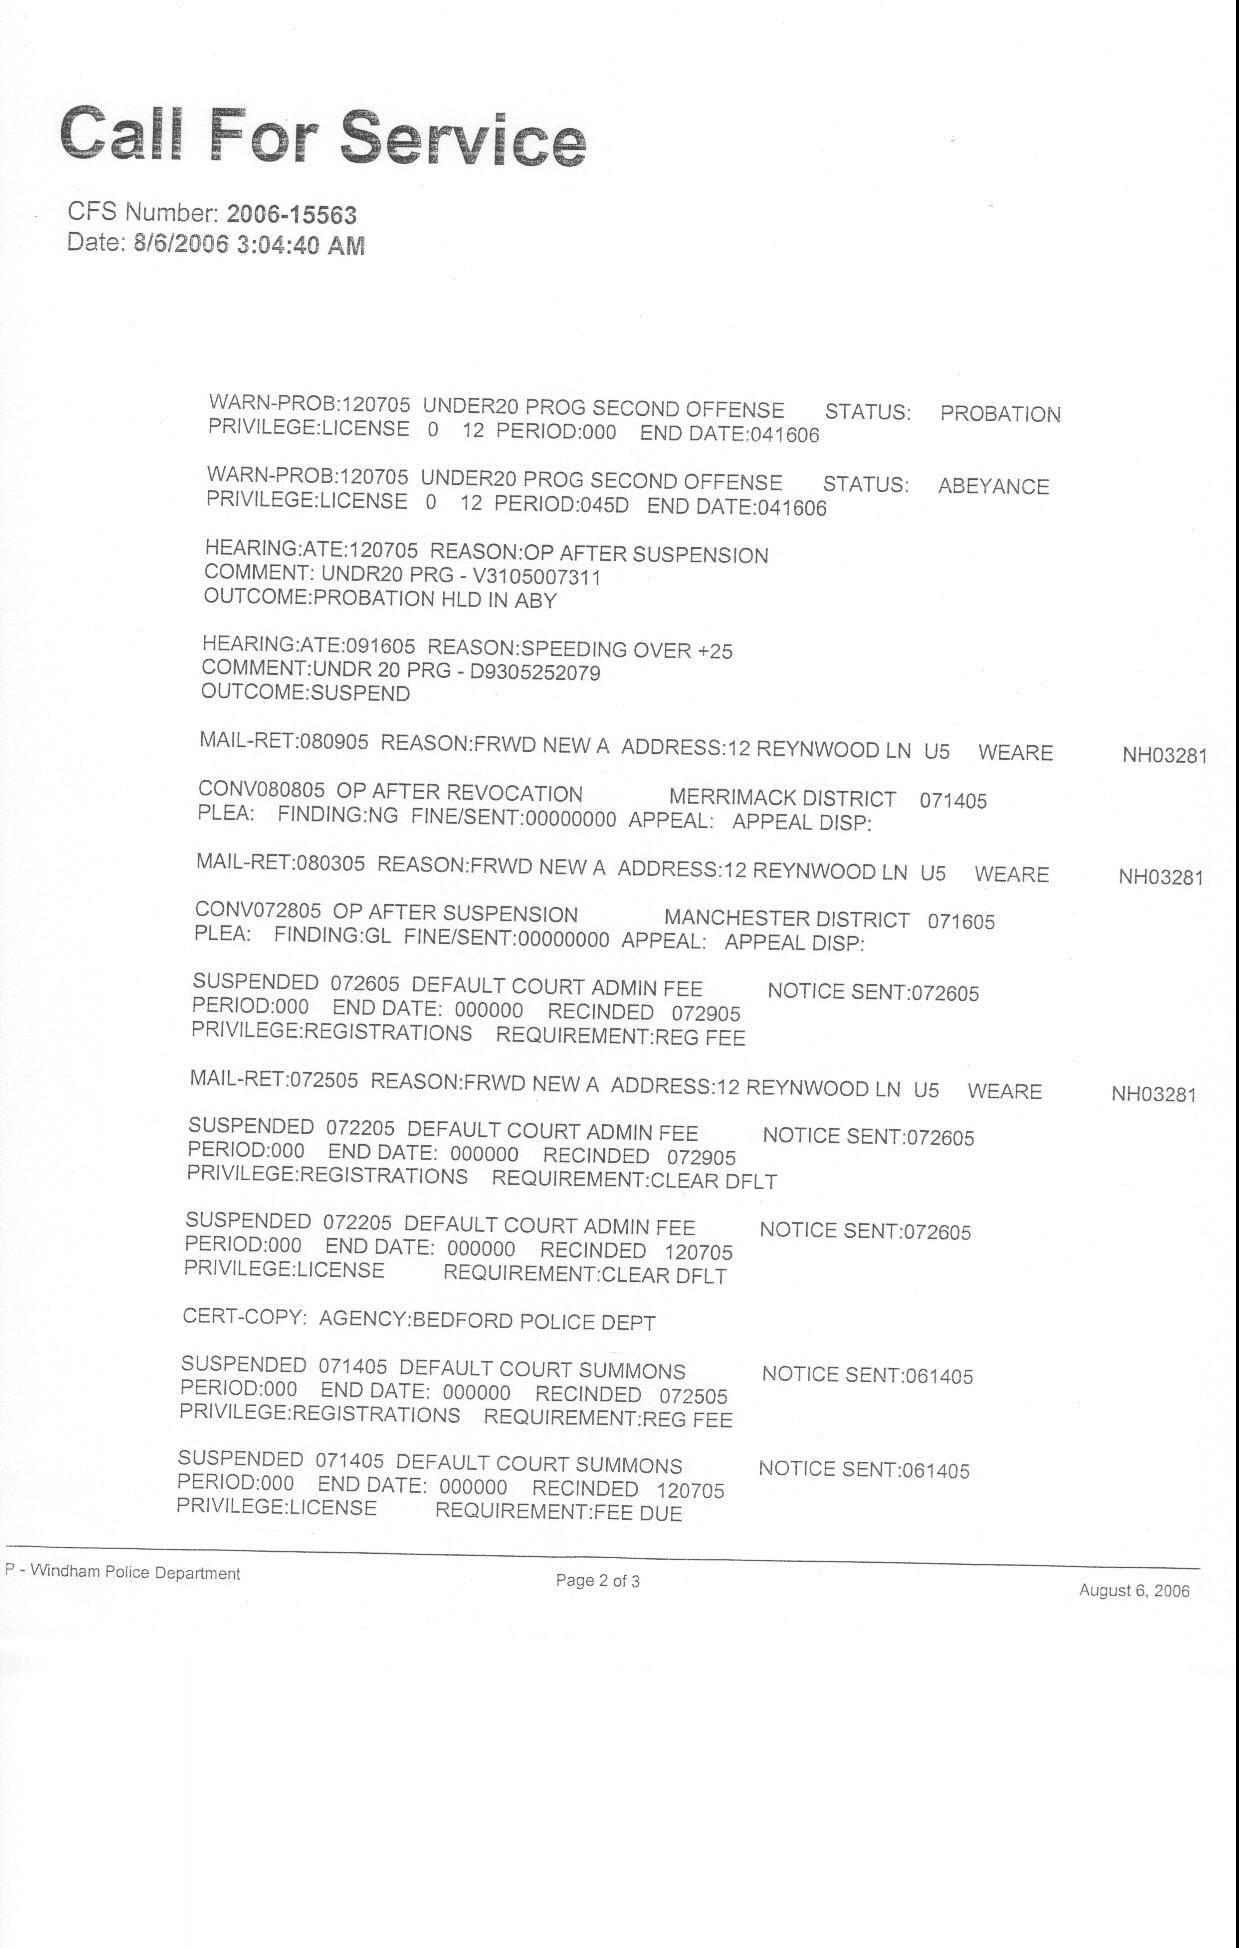 Call For Service
CFS Number: 2006-15563
Date: 8/6/2006 3:04:40 AM
WARN-PROB:120705 UNDER20 PROG SECOND OFFENSE STATUS: PROBATION
PRIVILEGE:LICENSE 0 12 PERIOD:000 END DATE:041606
WARN-PROB:120705 UNDER20 PROG SECOND OFFENSE STATUS: ABEYANCE
PRIVILEGE:LICENSE 0 12 PERIOD:045D END DATE:041606
HEARING:ATE:120705 REASON:OP AFTER SUSPENSION
COMMENT: UNDR20 PRG - V3105007311
OUTCOME:PROBATION HLD IN ABY
HEARING:ATE:091605 REASON:SPEEDING OVER +25
COMMENT:UNDR 20 PRG - D9305252079
OUTCOME:SUSPEND
MAIL-RET:080905 REASON:FRWD NEW A ADDRESS:12 REYNWOOD LN U5 WEARE NH03281
CONV080805 OP AFTER REVOCATION MERRIMACK DISTRICT 071405
PLEA: FINDING:NG FINE/SENT:00000000 APPEAL: APPEAL DISP:
MAIL-RET:080305 REASON:FRWD NEW A ADDRESS:12 REYNWOOD LN U5 WEARE NH03281
CONV072805 OP AFTER SUSPENSION MANCHESTER DISTRICT 071605
PLEA: FINDING:GL FINE/SENT:00000000 APPEAL: APPEAL DISP:
SUSPENDED 072605 DEFAULT COURT ADMIN FEE NOTICE SENT:072605
PERIOD:000 END DATE: 000000 RECINDED 072905
PRIVILEGE:REGISTRATIONS REQUIREMENT:REG FEE
MAIL-RET:072505 REASON:FRWD NEW A ADDRESS:12 REYNWOOD LN U5 WEARE NH03281
SUSPENDED 072205 DEFAULT COURT ADMIN FEE NOTICE SENT:072605
PERIOD:000 END DATE: 000000 RECINDED 072905
PRIVILEGE:REGISTRATIONS REQUIREMENT:CLEAR DFLT
SUSPENDED 072205 DEFAULT COURT ADMIN FEE NOTICE SENT:072605
PERIOD:000 END DATE: 000000 RECINDED 120705
PRIVILEGE:LICENSE REQUIREMENT:CLEAR DFLT
CERT-COPY: AGENCY:BEDFORD POLICE DEPT
SUSPENDED 071405 DEFAULT COURT SUMMONS NOTICE SENT:061405
PERIOD:000 END DATE: 000000 RECINDED 072505
PRIVILEGE:REGISTRATIONS REQUIREMENT:REG FEE
SUSPENDED 071405 DEFAULT COURT SUMMONS NOTICE SENT:061405
PERIOD:000 END DATE: 000000 RECINDED 120705
PRIVILEGE:LICENSE REQUIREMENT:FEE DUE
P - Windham Police Department Page 2 of 3 August 6, 2006